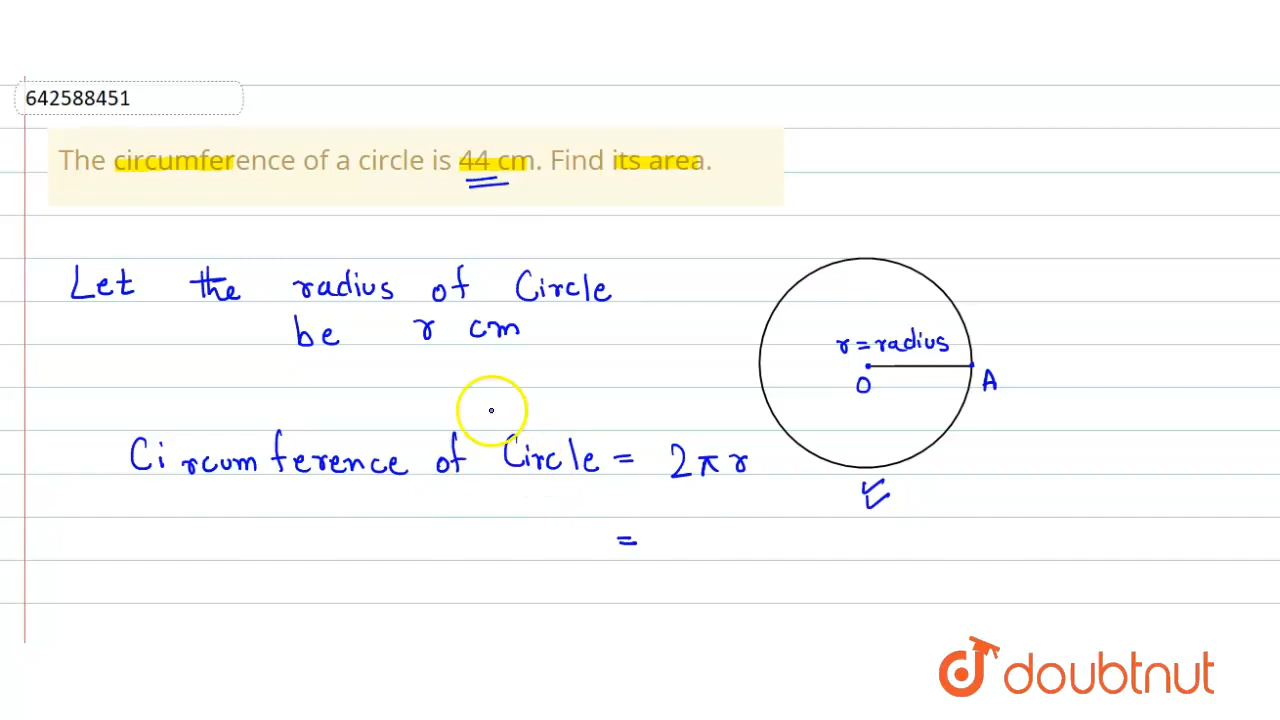 642588451
The circumference of a circle is 44 cm. Find its area.
Let the radius of Circle
be r cm
r = radius
O
A
Circumference of Circle = 2πr
=
doubtnut